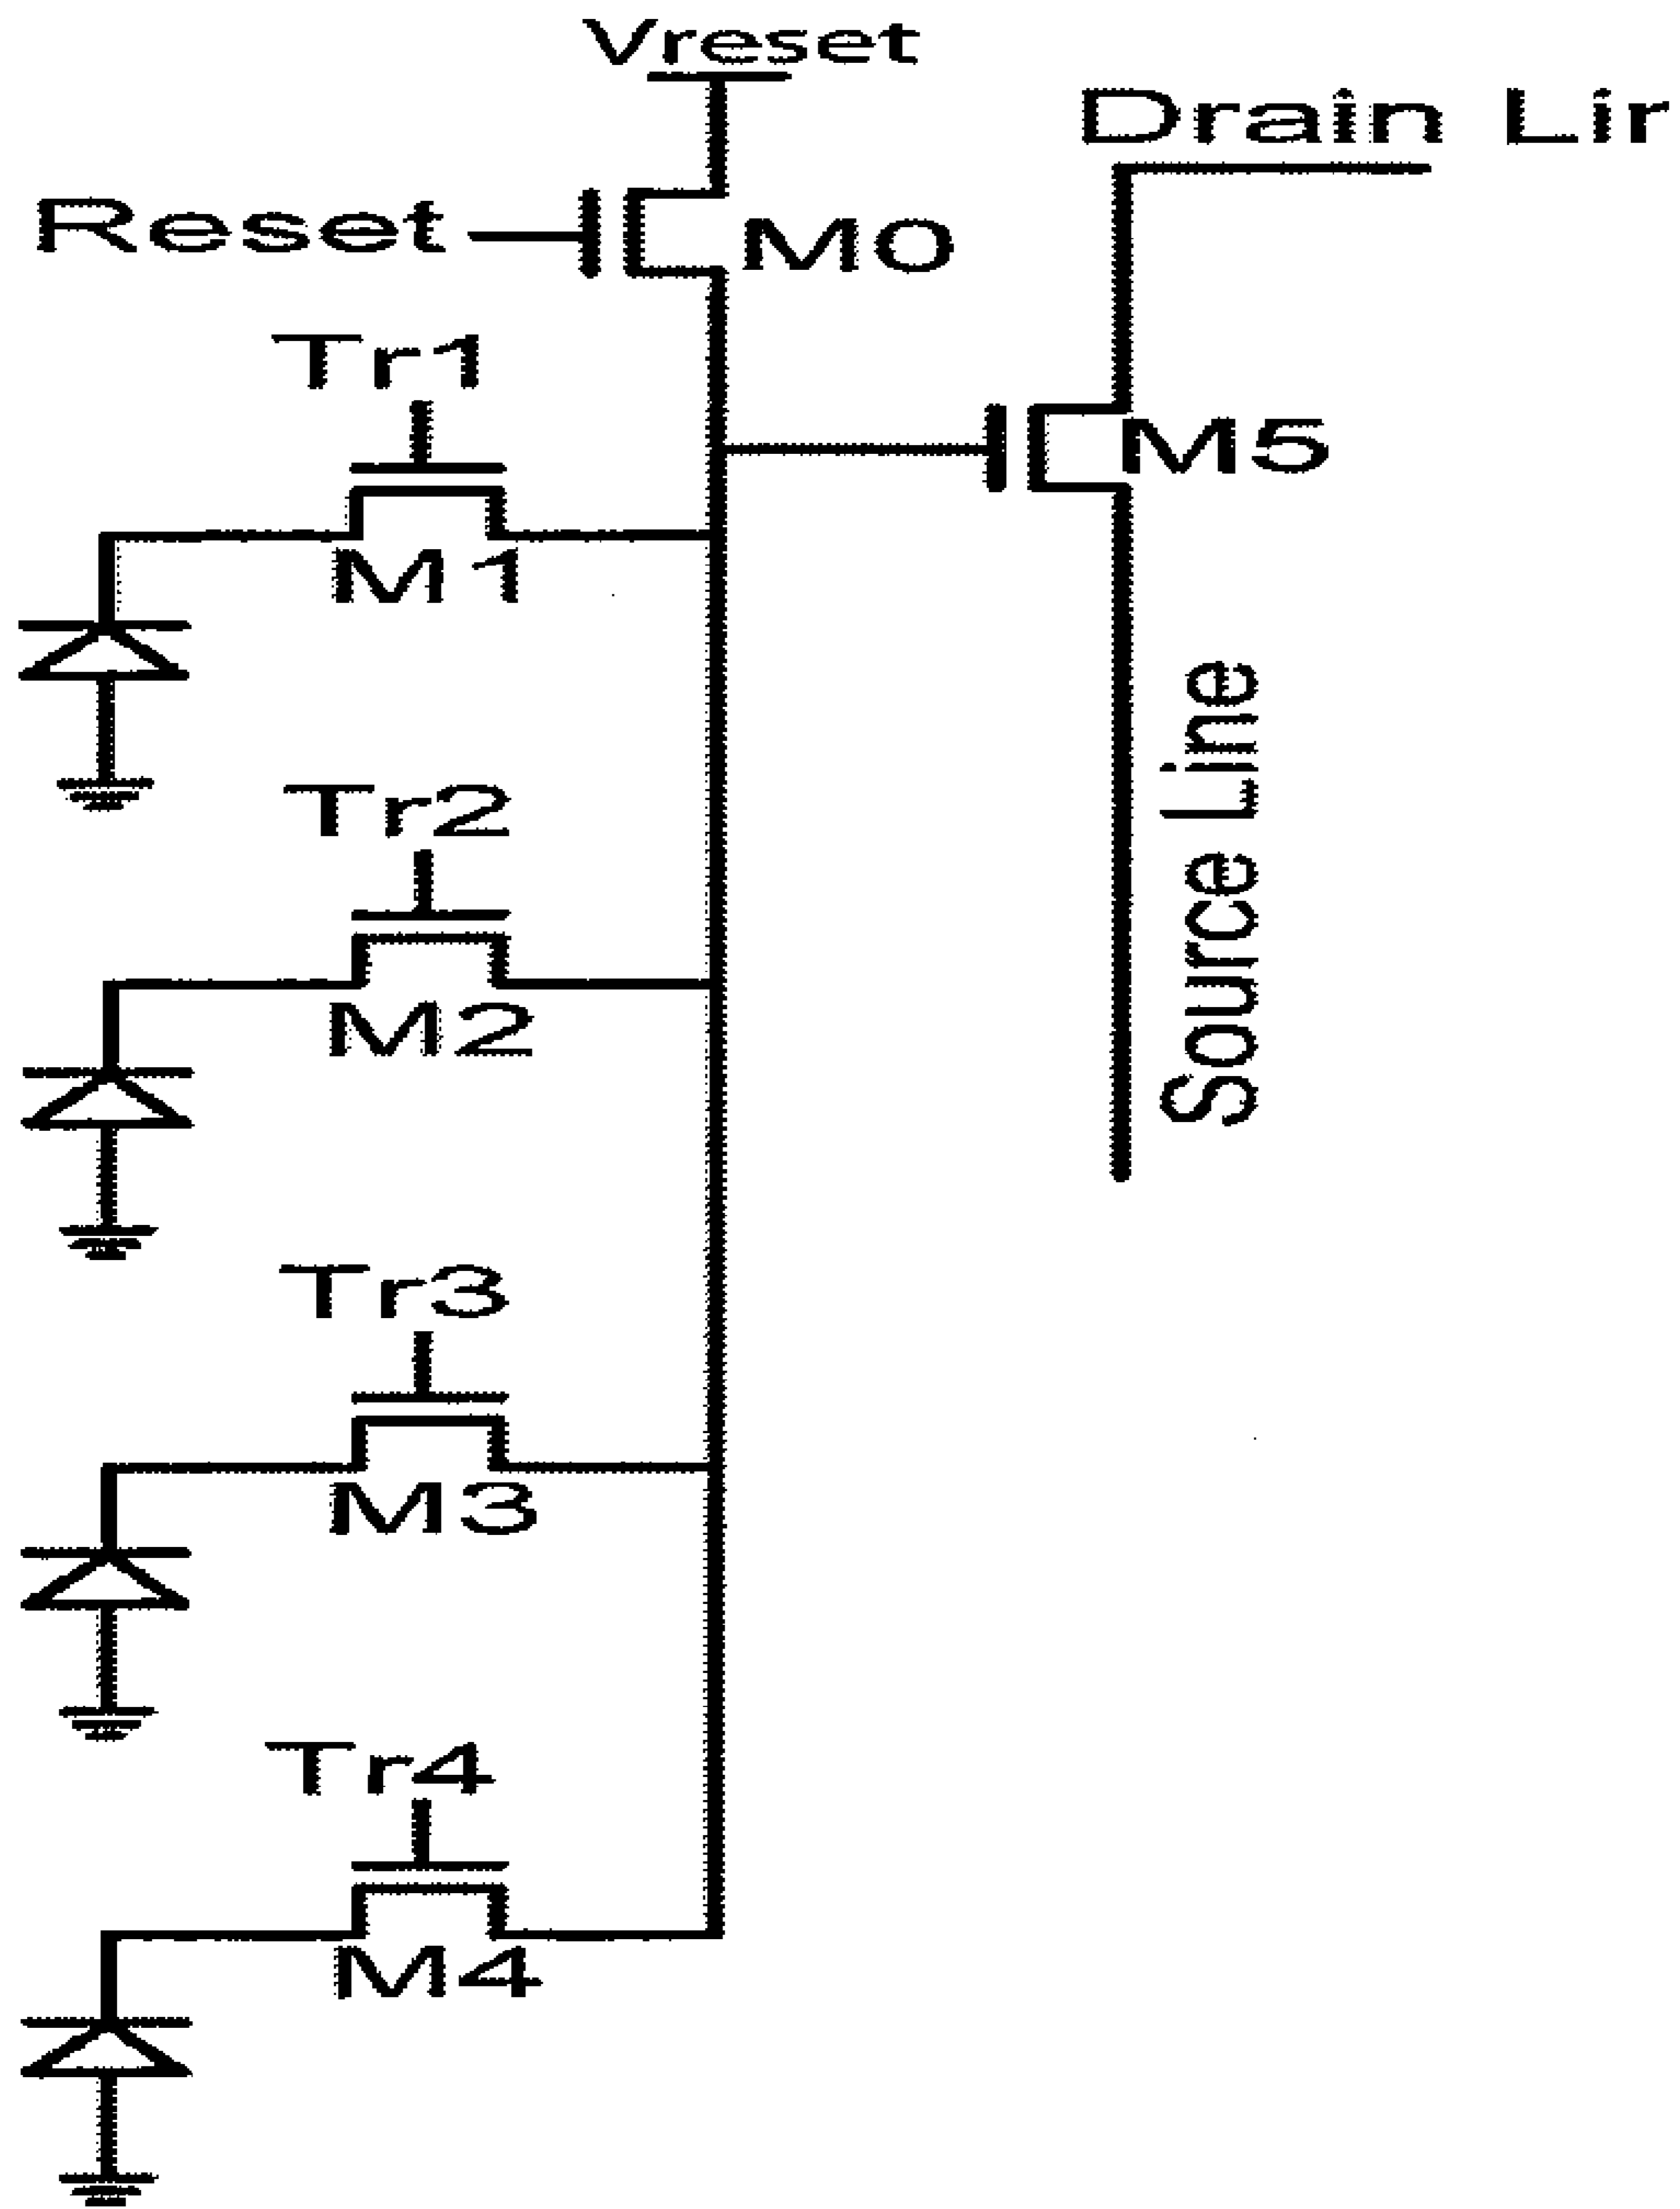 Vreset
Drain Lir
Reset
M0
Tr1
M5
M1
Source Line
Tr2
M2
Tr3
M3
Tr4
M4